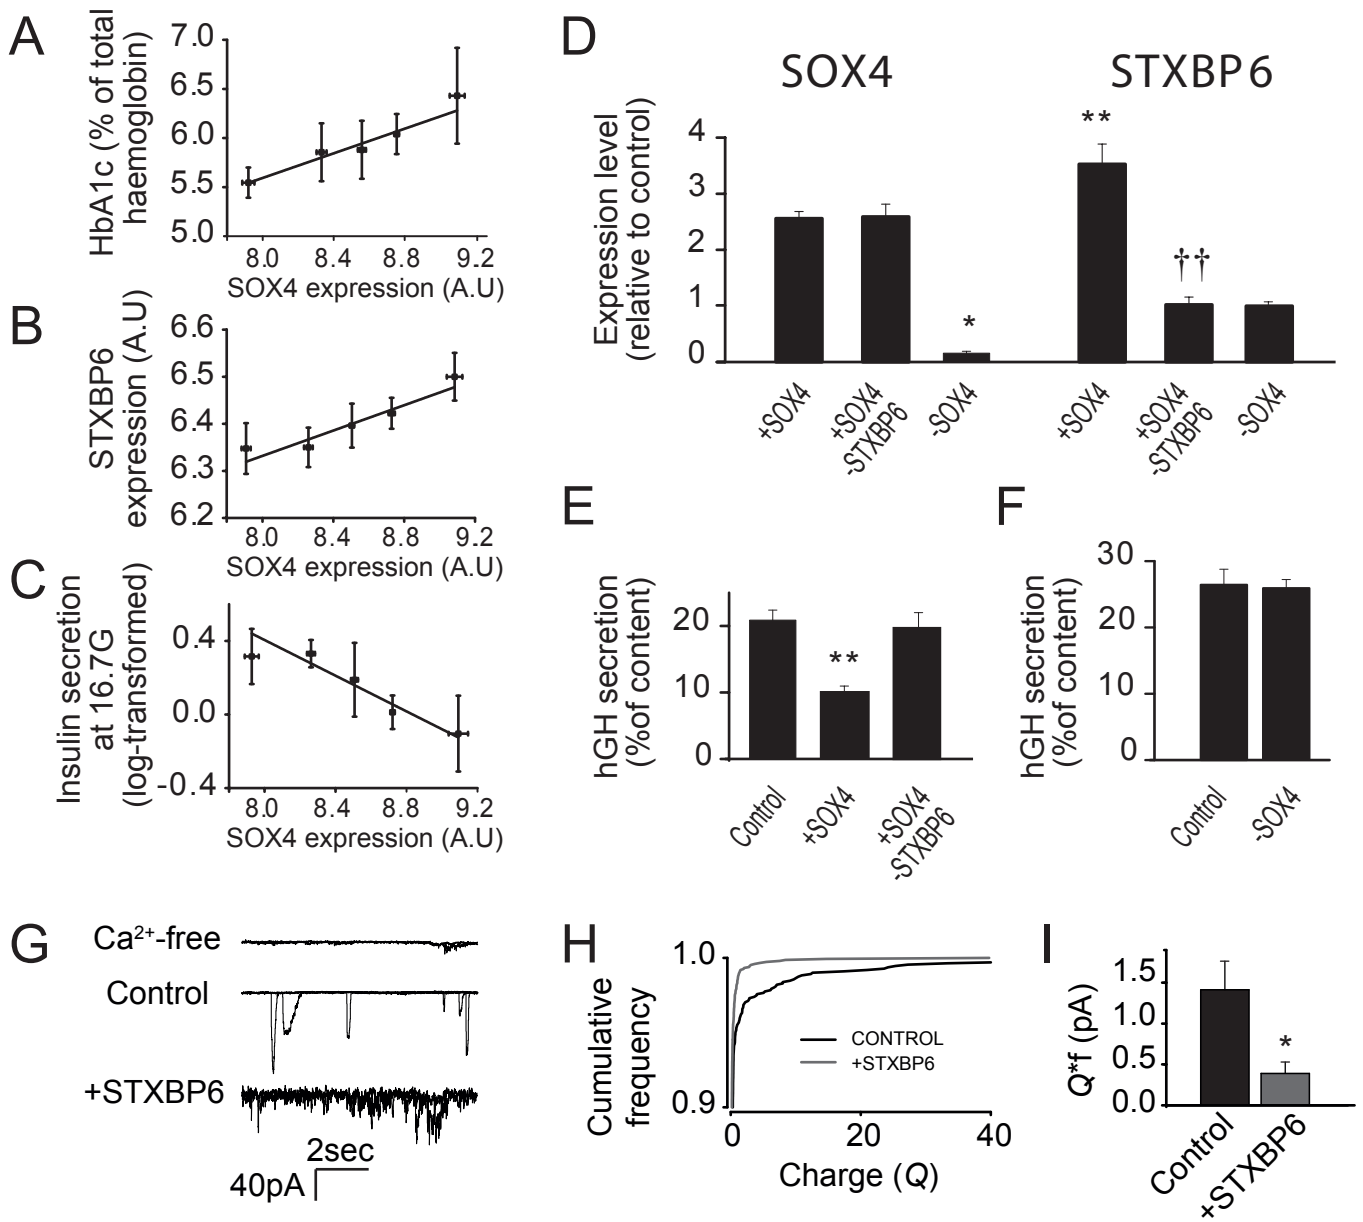 A
HbA1c (% of total
haemoglobin)
7.0
6.5
6.0
5.5
5.0
8.0 8.4 8.8 9.2
SOX4 expression (A.U)
B
STXBP6
expression (A.U)
6.6
6.5
6.4
6.3
6.2
8.0 8.4 8.8 9.2
SOX4 expression (A.U)
C
Insulin secretion
at 16.7G
(log-transformed)
0.4
0.0
-0.4
8.0 8.4 8.8 9.2
SOX4 expression (A.U)
D
SOX4 STXBP6
Expression level
(relative to control)
4
3
2
1
0
*
**
††
+SOX4
+SOX4
-STXBP6
-SOX4
+SOX4
+SOX4
-STXBP6
-SOX4
E
hGH secretion
(%of content)
20
10
0
**
Control
+SOX4
+SOX4
-STXBP6
F
hGH secretion
(%of content)
30
20
10
0
Control
-SOX4
G
Ca²⁺-free
Control
+STXBP6
2sec
40pA
H
Cumulative
frequency
1.0
0.9
CONTROL
+STXBP6
0 20 40
Charge (Q)
I
Q*f (pA)
1.5
1.0
0.5
0.0
*
Control
+STXBP6